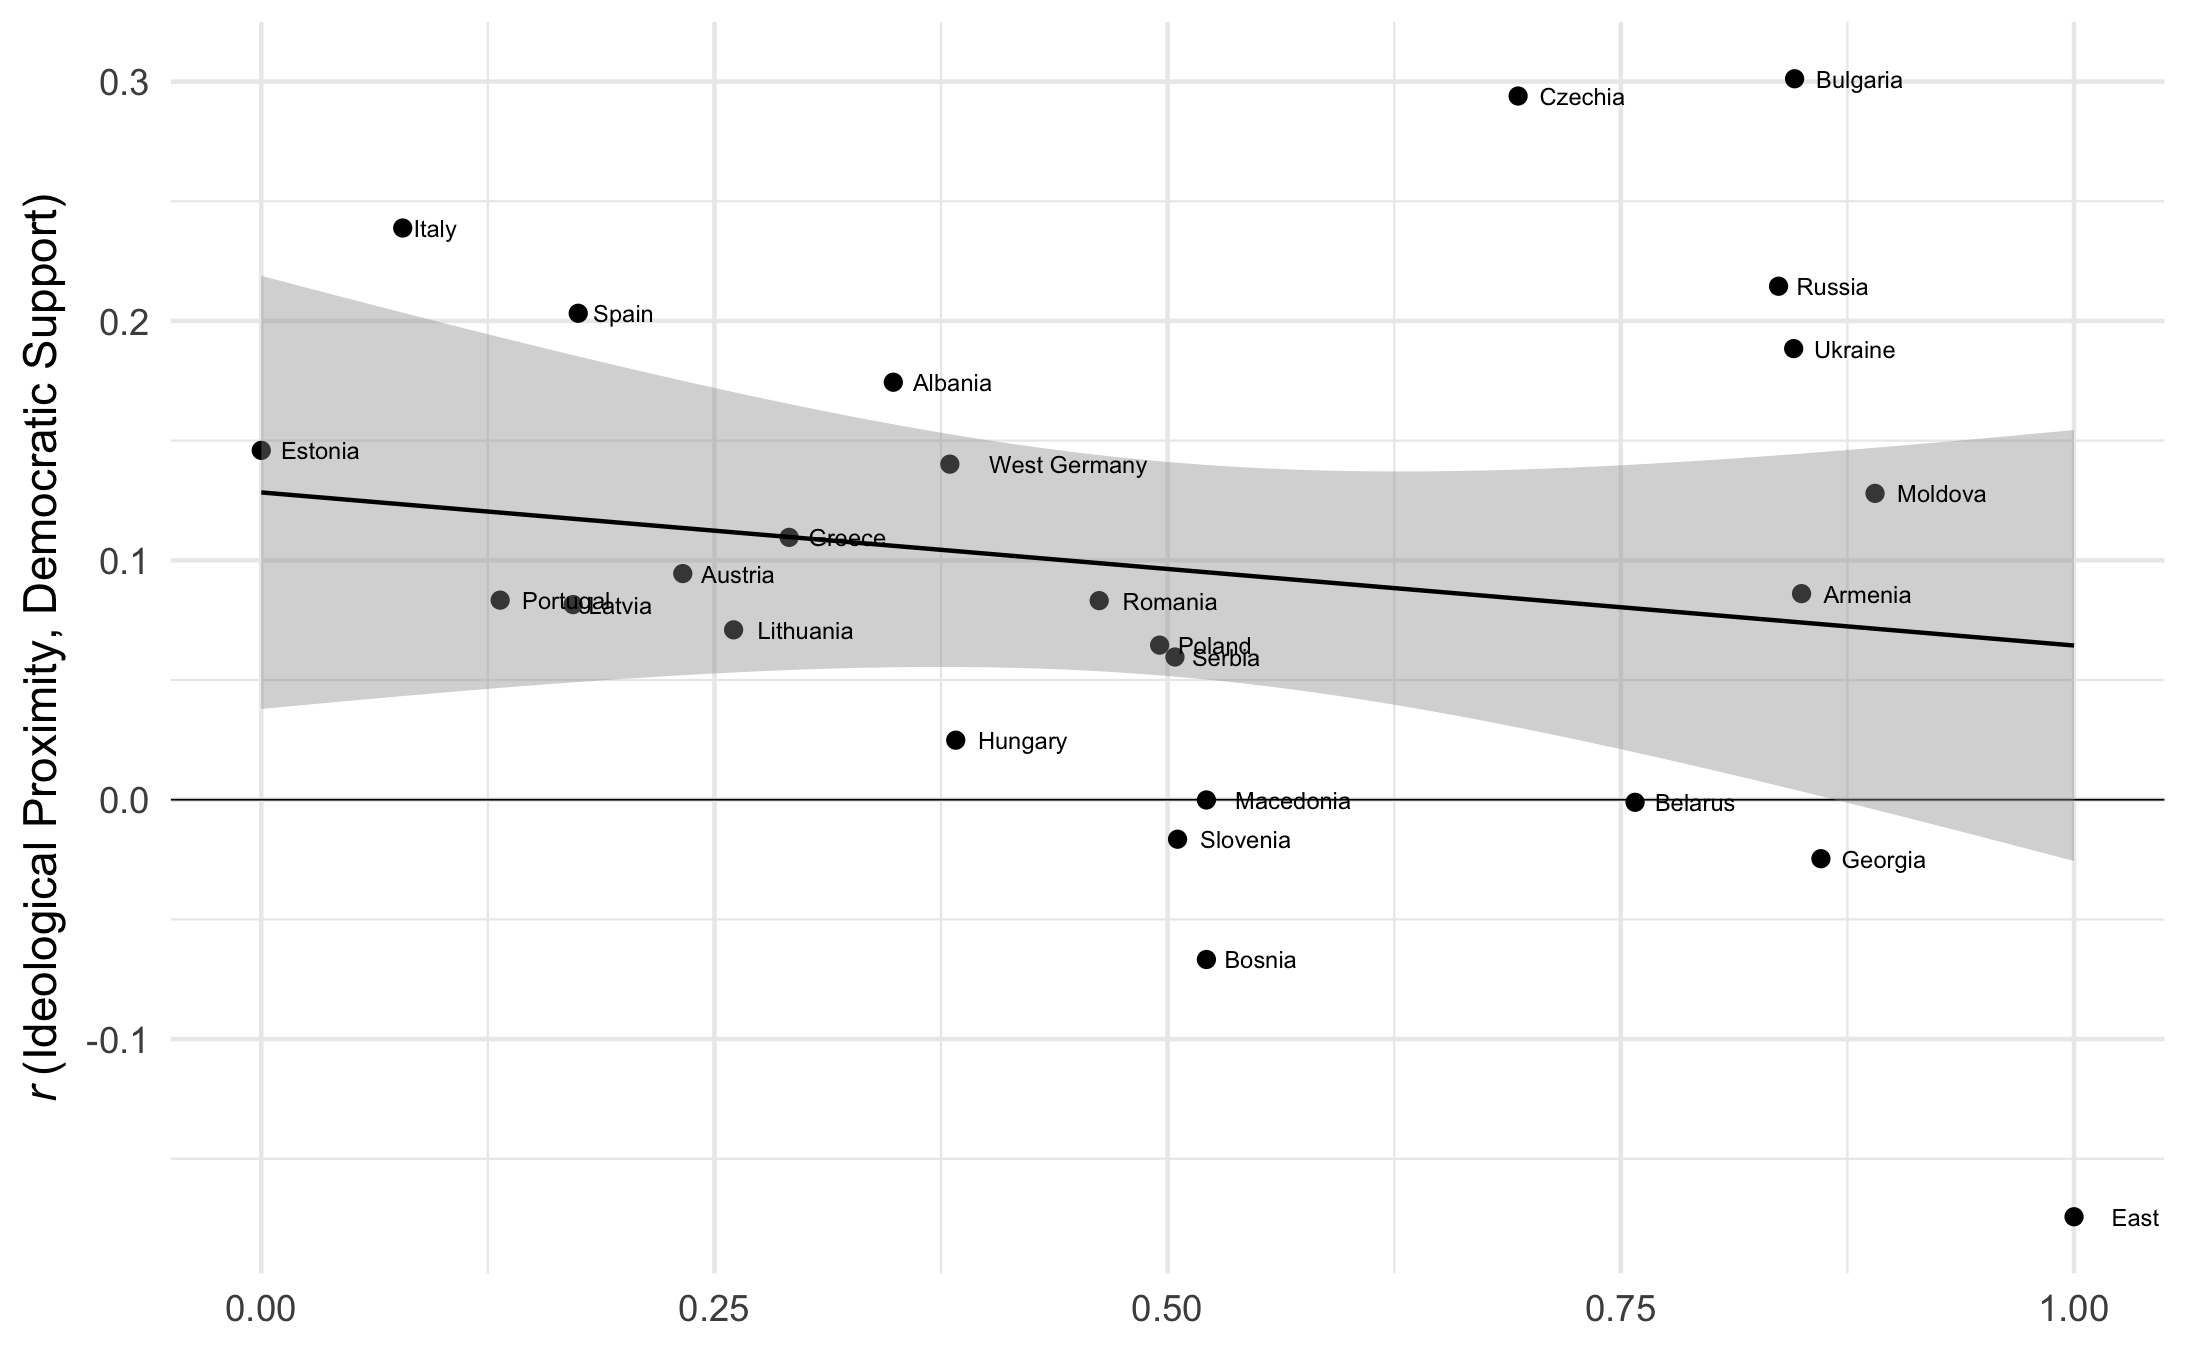 r (Ideological Proximity, Democratic Support)
0.3
0.2
0.1
0.0
-0.1
Bulgaria
Czechia
Italy
Russia
Spain
Ukraine
Albania
Estonia
West Germany
Moldova
Greece
Austria
Armenia
Portugal
Latvia
Romania
Lithuania
Poland
Serbia
Hungary
Macedonia
Belarus
Slovenia
Georgia
Bosnia
East
0.00 0.25 0.50 0.75 1.00